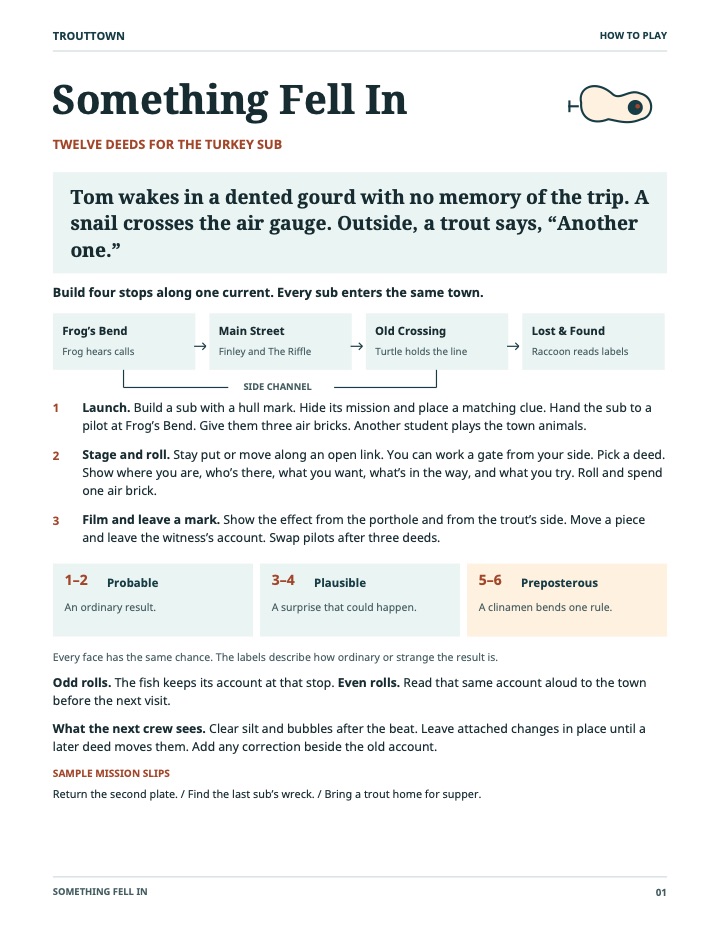 TROUTTOWN
HOW TO PLAY
Something Fell In
TWELVE DEEDS FOR THE TURKEY SUB
Tom wakes in a dented gourd with no memory of the trip. A
snail crosses the air gauge. Outside, a trout says, “Another
one.”
Build four stops along one current. Every sub enters the same town.
Frog’s Bend
Frog hears calls
→
Main Street
Finley and The Riffle
→
Old Crossing
Turtle holds the line
→
Lost & Found
Raccoon reads labels
SIDE CHANNEL
1 Launch. Build a sub with a hull mark. Hide its mission and place a matching clue. Hand the sub to a
pilot at Frog’s Bend. Give them three air bricks. Another student plays the town animals.
2 Stage and roll. Stay put or move along an open link. You can work a gate from your side. Pick a deed.
Show where you are, who’s there, what you want, what’s in the way, and what you try. Roll and spend
one air brick.
3 Film and leave a mark. Show the effect from the porthole and from the trout’s side. Move a piece
and leave the witness’s account. Swap pilots after three deeds.
1–2 Probable
An ordinary result.
3–4 Plausible
A surprise that could happen.
5–6 Preposterous
A clinamen bends one rule.
Every face has the same chance. The labels describe how ordinary or strange the result is.
Odd rolls. The fish keeps its account at that stop. Even rolls. Read that same account aloud to the town
before the next visit.
What the next crew sees. Clear silt and bubbles after the beat. Leave attached changes in place until a
later deed moves them. Add any correction beside the old account.
SAMPLE MISSION SLIPS
Return the second plate. / Find the last sub’s wreck. / Bring a trout home for supper.
SOMETHING FELL IN
01